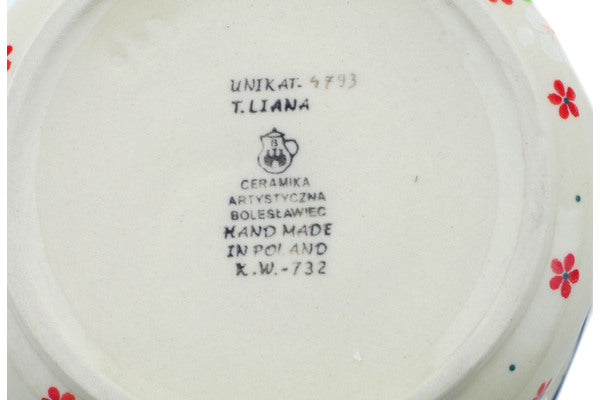 UNIKAT-4793
T.LIANA
B
CERAMIKA
ARTYSTYCZNA
BOLESŁAWIEC
HAND MADE
IN POLAND
K.W.-732